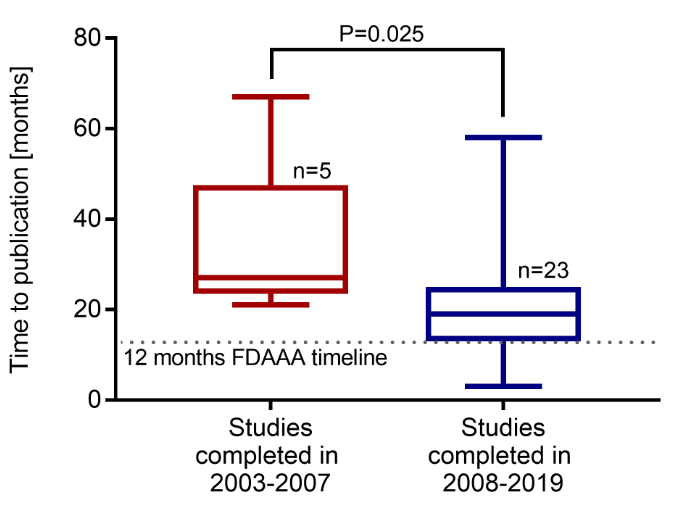 P=0.025
80
60
40
20
0
Time to publication [months]
n=5
n=23
12 months FDAAA timeline
Studies
completed in
2003-2007
Studies
completed in
2008-2019